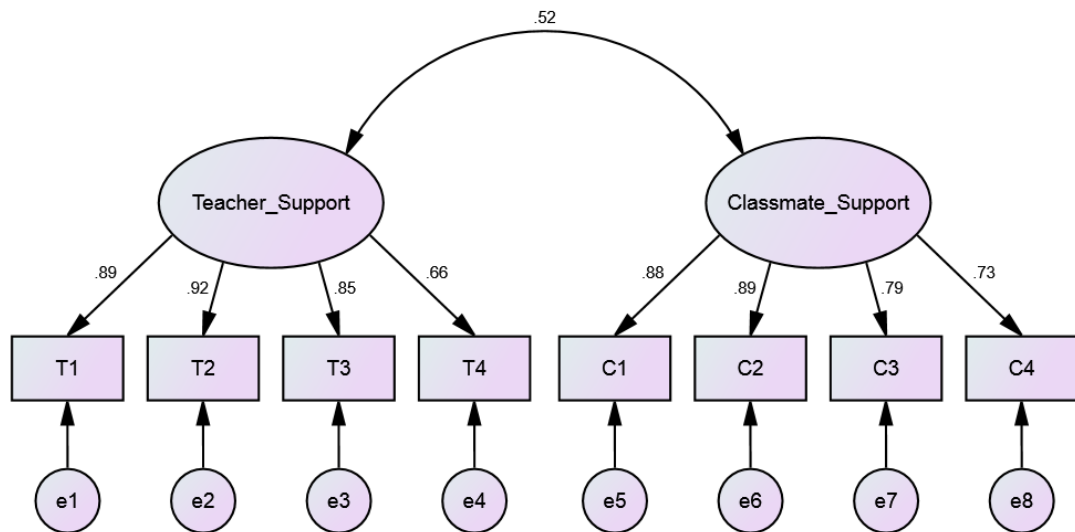 .52
Teacher_Support
Classmate_Support
.89
.92
.85
.66
.88
.89
.79
.73
T1
T2
T3
T4
C1
C2
C3
C4
e1
e2
e3
e4
e5
e6
e7
e8